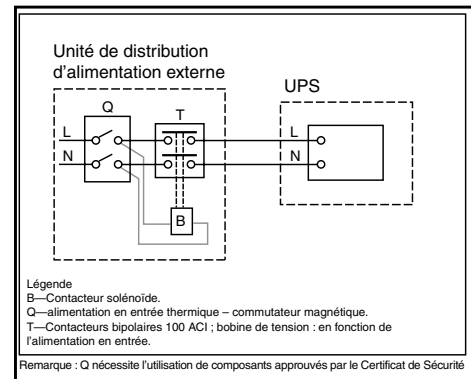 Unité de distribution
d'alimentation externe
UPS
Q
T
L
L
N
N
B
Légende
B—Contacteur solénoïde.
Q—alimentation en entrée thermique – commutateur magnétique.
T—Contacteurs bipolaires 100 ACI ; bobine de tension : en fonction de
l'alimentation en entrée.
Remarque : Q nécessite l'utilisation de composants approuvés par le Certificat de Sécurité